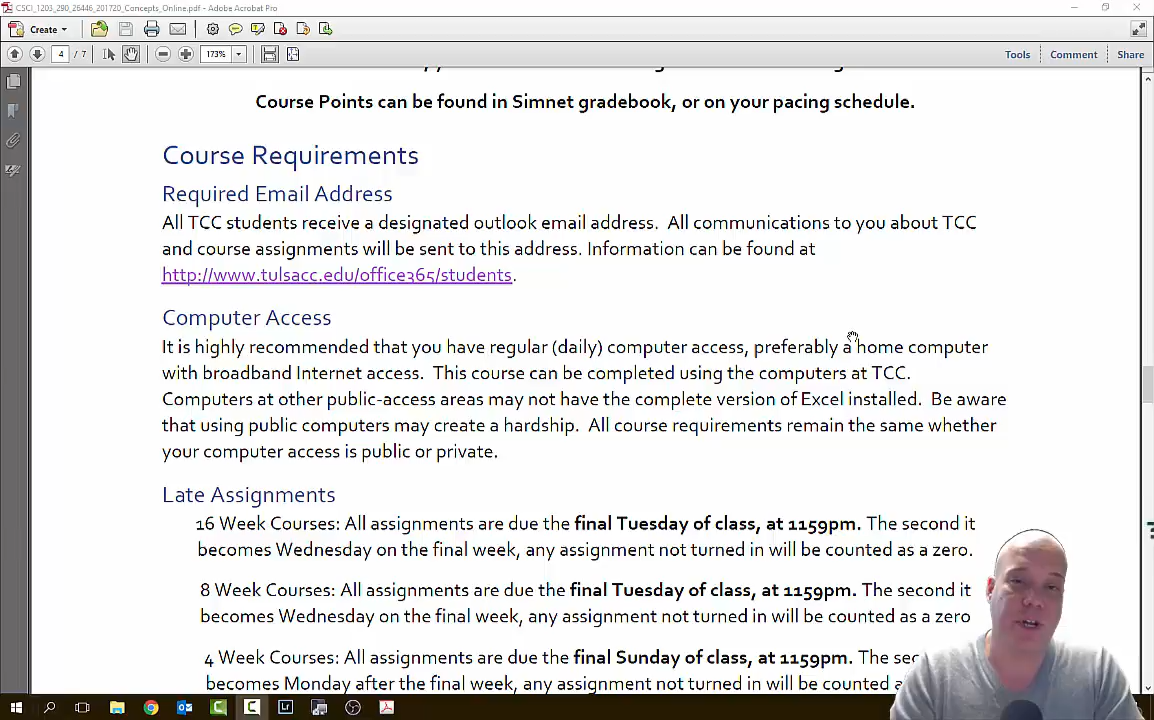 CSCI_1203_290_26446_201720_Concepts_Online.pdf - Adobe Acrobat Pro
Create
4 / 7
173%
Tools Comment Share
Course Points can be found in Simnet gradebook, or on your pacing schedule.
Course Requirements
Required Email Address
All TCC students receive a designated outlook email address. All communications to you about TCC
and course assignments will be sent to this address. Information can be found at
http://www.tulsacc.edu/office365/students.
Computer Access
It is highly recommended that you have regular (daily) computer access, preferably a home computer
with broadband Internet access. This course can be completed using the computers at TCC.
Computers at other public-access areas may not have the complete version of Excel installed. Be aware
that using public computers may create a hardship. All course requirements remain the same whether
your computer access is public or private.
Late Assignments
16 Week Courses: All assignments are due the final Tuesday of class, at 1159pm. The second it
becomes Wednesday on the final week, any assignment not turned in will be counted as a zero.
8 Week Courses: All assignments are due the final Tuesday of class, at 1159pm. The second it
becomes Wednesday on the final week, any assignment not turned in will be counted as a zero
4 Week Courses: All assignments are due the final Sunday of class, at 1159pm. The
becomes Monday after the final week, any assignment not turned in will be counted